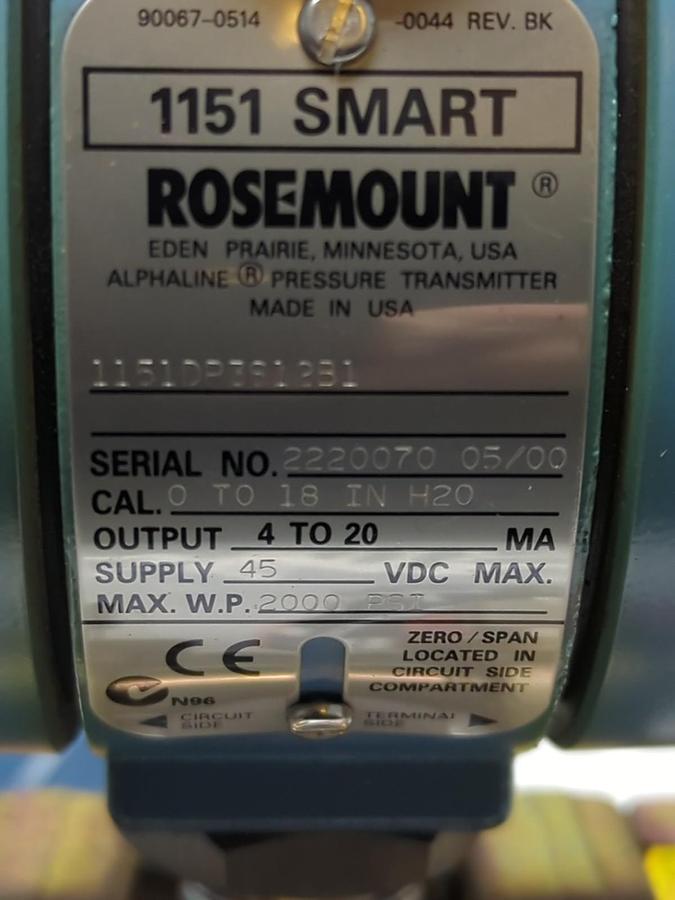 90067-0514 -0044 REV. BK
1151 SMART
ROSEMOUNT®
EDEN PRAIRIE, MINNESOTA, USA
ALPHALINE® PRESSURE TRANSMITTER
MADE IN USA
1151DP3S12B1
SERIAL NO. 2220070 05/00
CAL. 0 TO 18 IN H20
OUTPUT 4 TO 20 MA
SUPPLY 45 VDC MAX.
MAX. W.P. 2000 PSI
CE
ZERO/SPAN
LOCATED IN
CIRCUIT SIDE
COMPARTMENT
N96
CIRCUIT
SIDE
TERMINAL
SIDE